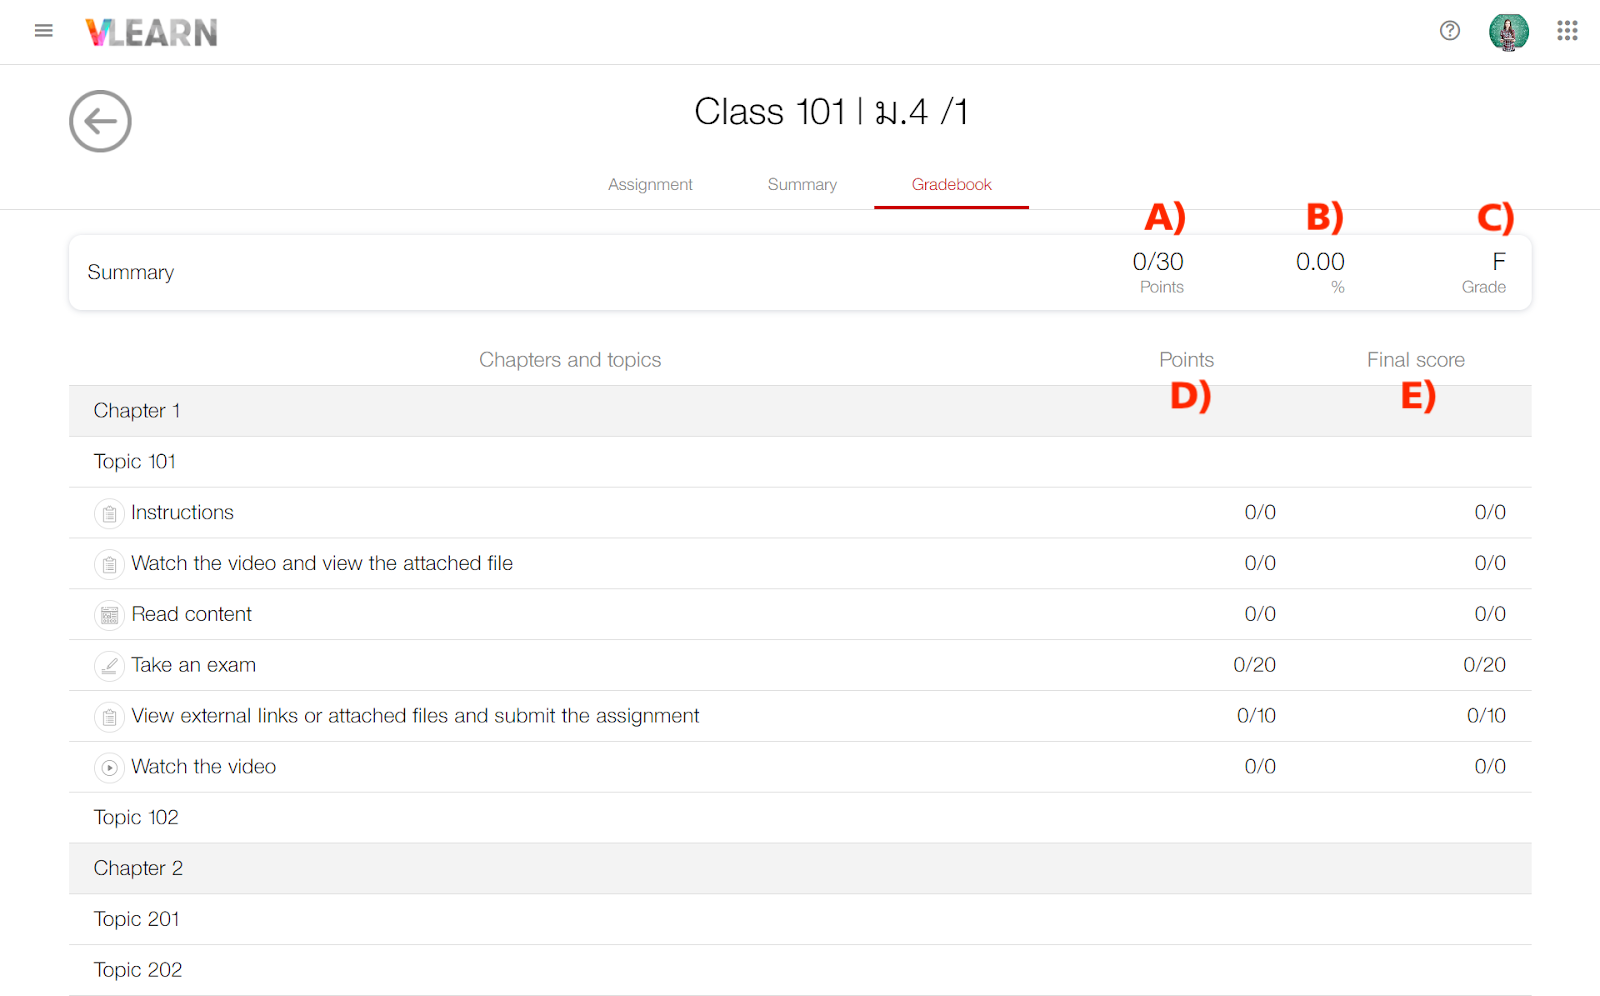 VLEARN
Class 101 | ม.4 /1
Assignment Summary Gradebook
A) B) C)
Summary 0/30 0.00 F
Points % Grade
Chapters and topics Points Final score
D) E)
Chapter 1
Topic 101
Instructions 0/0 0/0
Watch the video and view the attached file 0/0 0/0
Read content 0/0 0/0
Take an exam 0/20 0/20
View external links or attached files and submit the assignment 0/10 0/10
Watch the video 0/0 0/0
Topic 102
Chapter 2
Topic 201
Topic 202